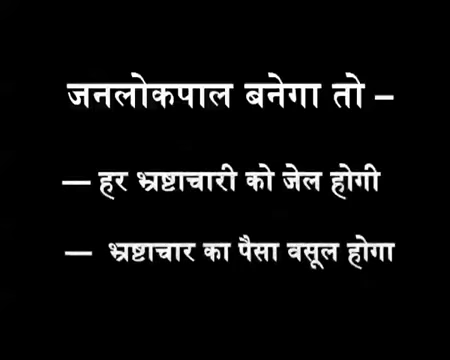 जनलोकपाल बनेगा तो –
— हर भ्रष्टाचारी को जेल होगी
— भ्रष्टाचार का पैसा वसूल होगा